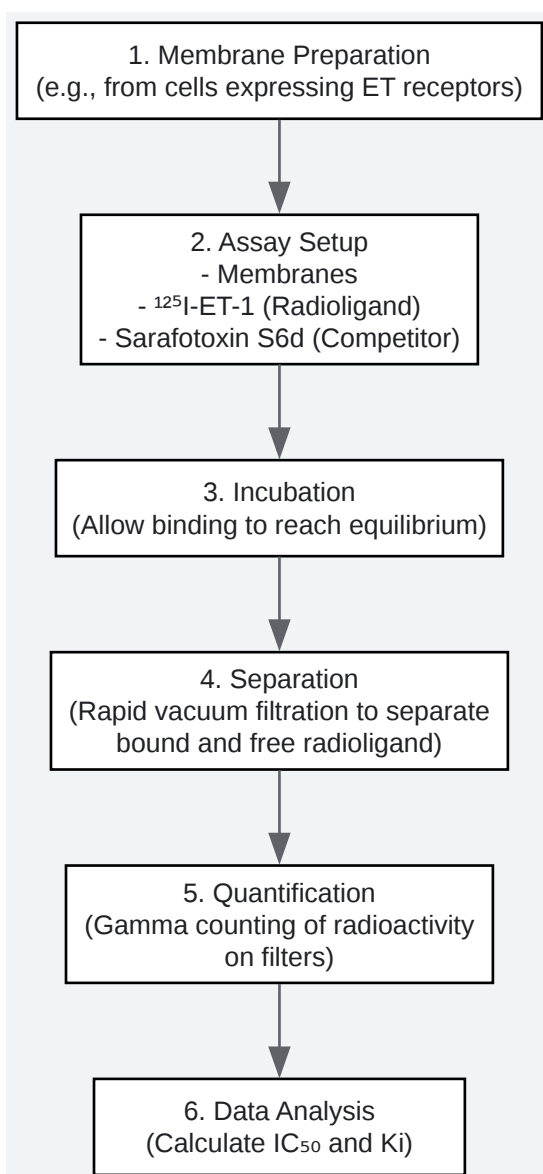 1. Membrane Preparation
(e.g., from cells expressing ET receptors)
2. Assay Setup
- Membranes
- ¹²⁵I-ET-1 (Radioligand)
- Sarafotoxin S6d (Competitor)
3. Incubation
(Allow binding to reach equilibrium)
4. Separation
(Rapid vacuum filtration to separate
bound and free radioligand)
5. Quantification
(Gamma counting of radioactivity
on filters)
6. Data Analysis
(Calculate IC₅₀ and Ki)